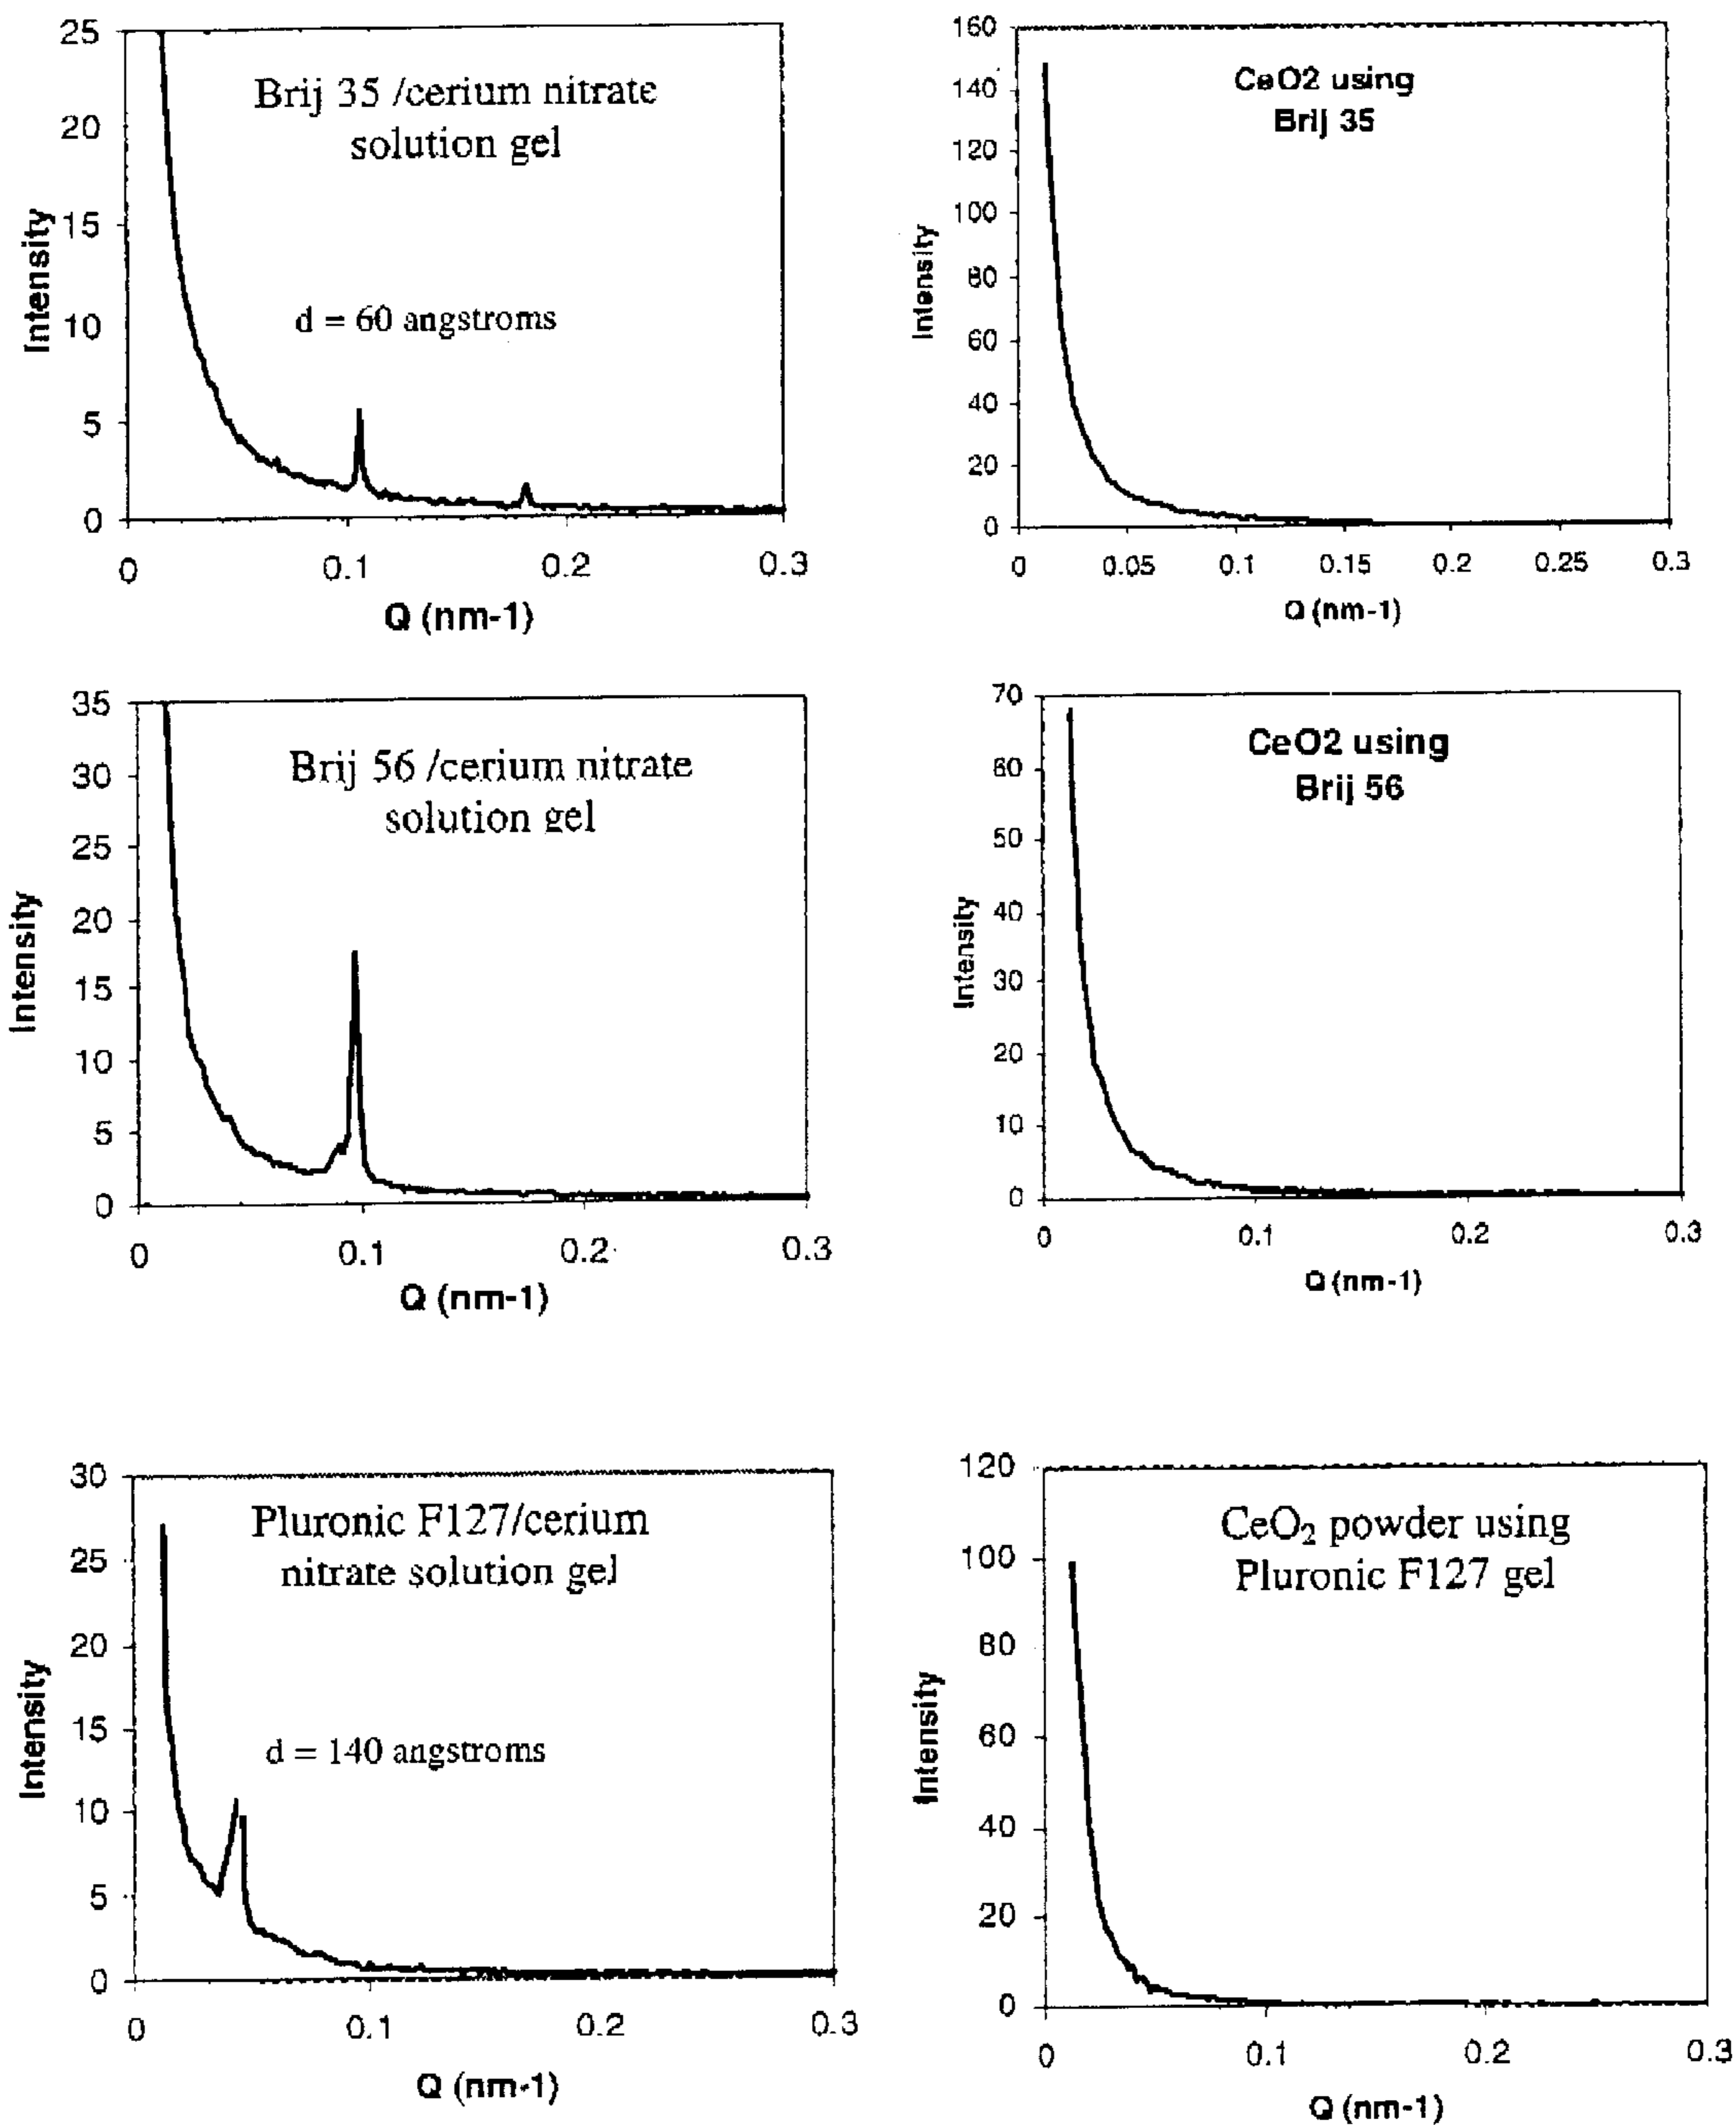 25
20
15
10
5
0
Intensity
Brij 35 /cerium nitrate
solution gel
d = 60 angstroms
0 0.1 0.2 0.3
Q (nm-1)
160
140
120
100
80
60
40
20
0
Intensity
CeO2 using
Brij 35
0 0.05 0.1 0.15 0.2 0.25 0.3
Q (nm-1)
35
30
25
20
15
10
5
0
Intensity
Brij 56 /cerium nitrate
solution gel
0 0.1 0.2 0.3
Q (nm-1)
70
60
50
40
30
20
10
0
Intensity
CeO2 using
Brij 56
0 0.1 0.2 0.3
Q (nm-1)
30
25
20
15
10
5
0
Intensity
Pluronic F127/cerium
nitrate solution gel
d = 140 angstroms
0 0.1 0.2 0.3
Q (nm-1)
120
100
80
60
40
20
0
Intensity
CeO₂ powder using
Pluronic F127 gel
0 0.1 0.2 0.3
Q (nm-1)